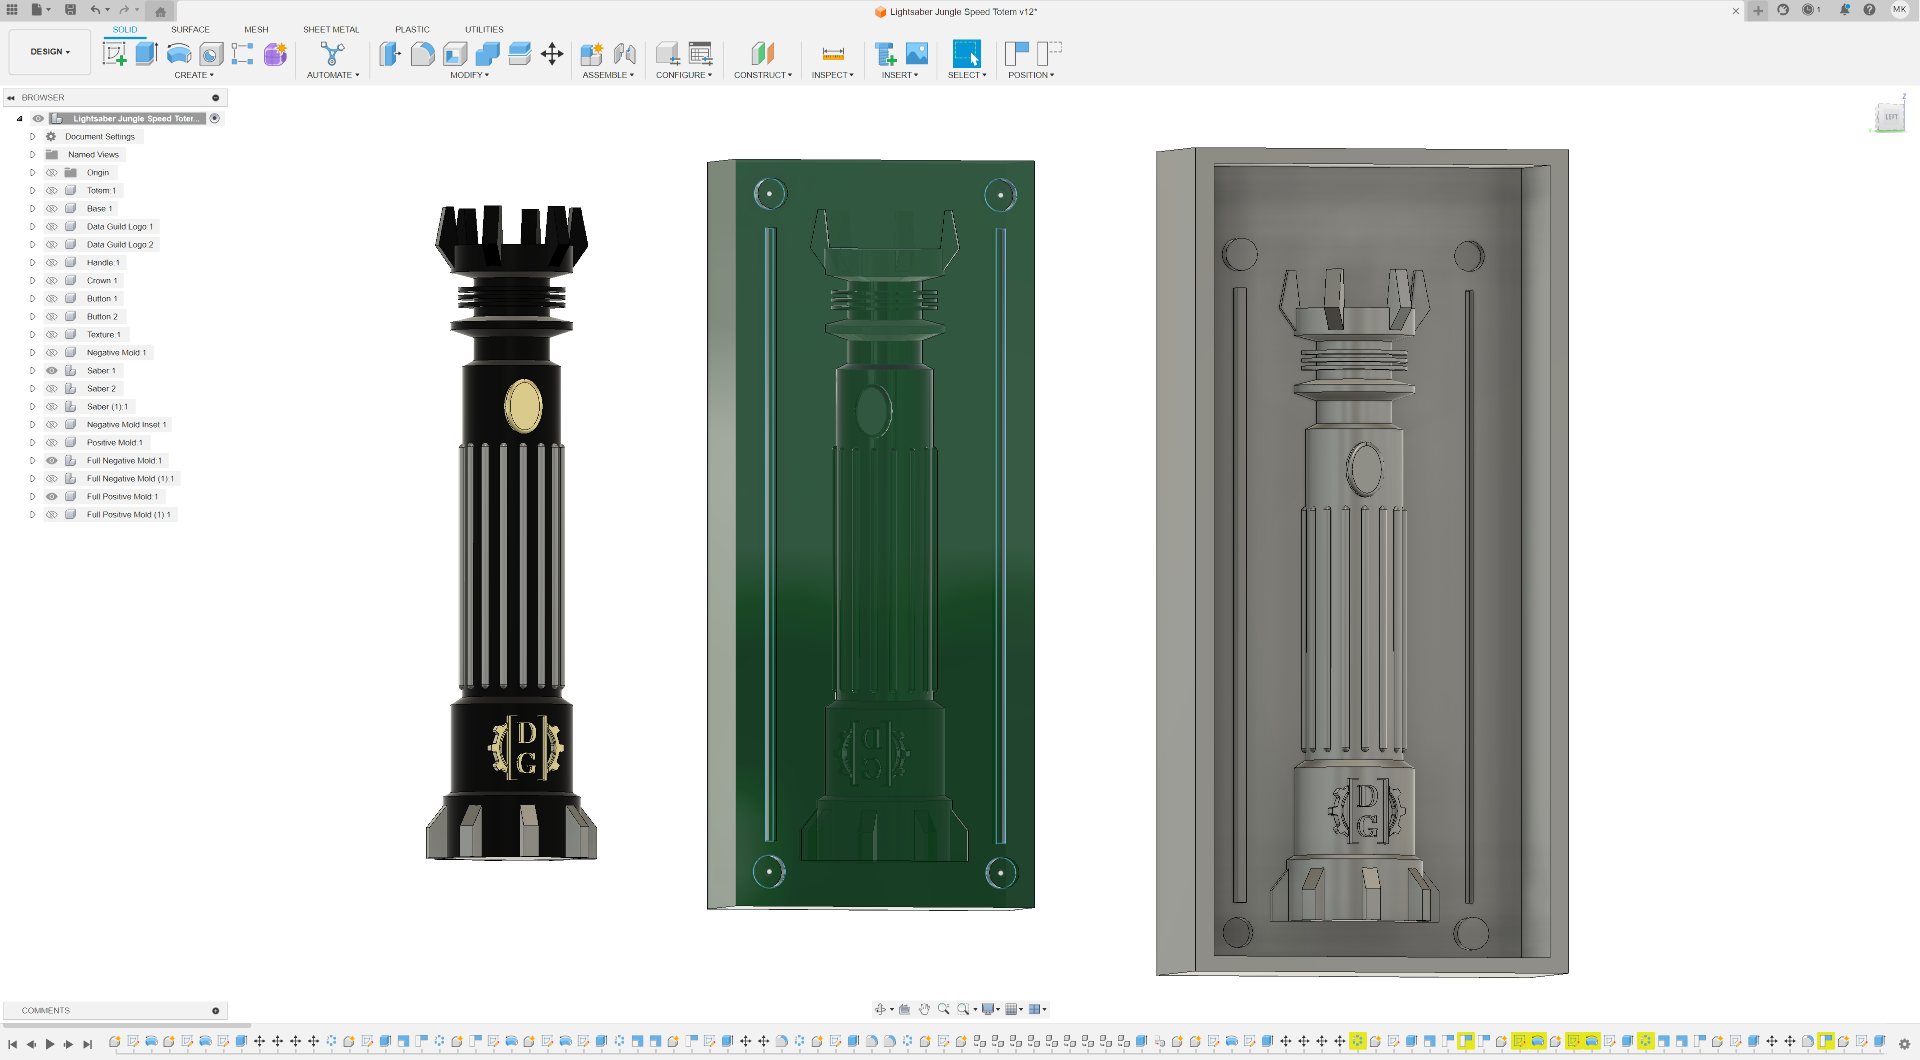 Lightsaber Jungle Speed Totem v12*
1
MK
DESIGN
SOLID
SURFACE
MESH
SHEET METAL
PLASTIC
UTILITIES
CREATE
AUTOMATE
MODIFY
ASSEMBLE
CONFIGURE
CONSTRUCT
INSPECT
INSERT
SELECT
POSITION
BROWSER
Lightsaber Jungle Speed Toter...
Document Settings
Named Views
Origin
Totem:1
Base:1
Data Guild Logo:1
Data Guild Logo:2
Handle:1
Crown:1
Button:1
Button:2
Texture:1
Negative Mold:1
Saber:1
Saber:2
Saber (1):1
Negative Mold Inset:1
Positive Mold:1
Full Negative Mold:1
Full Negative Mold (1):1
Full Positive Mold:1
Full Positive Mold (1):1
Z
LEFT
Y
D
G
D
G
D
G
COMMENTS